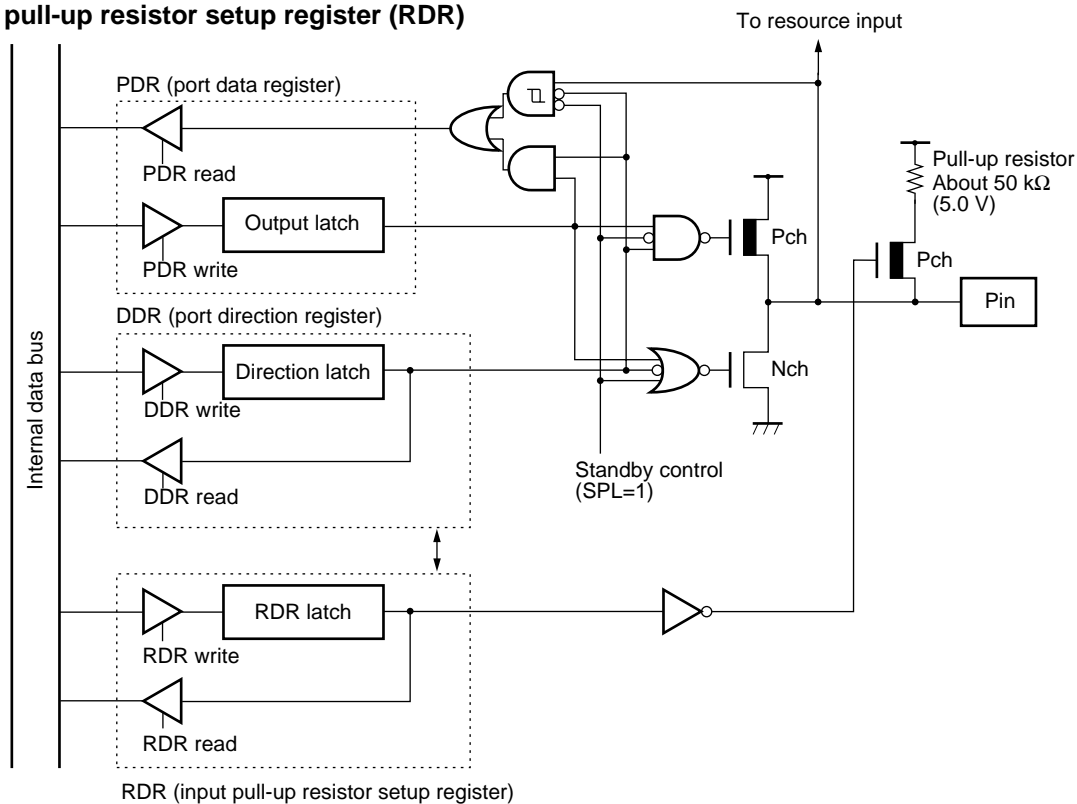 pull-up resistor setup register (RDR)
To resource input
PDR (port data register)
PDR read
Pull-up resistor
About 50 kΩ
(5.0 V)
Output latch
PDR write
Pch
Pch
Pin
DDR (port direction register)
Internal data bus
Direction latch
DDR write
Nch
DDR read
Standby control
(SPL=1)
RDR latch
RDR write
RDR read
RDR (input pull-up resistor setup register)